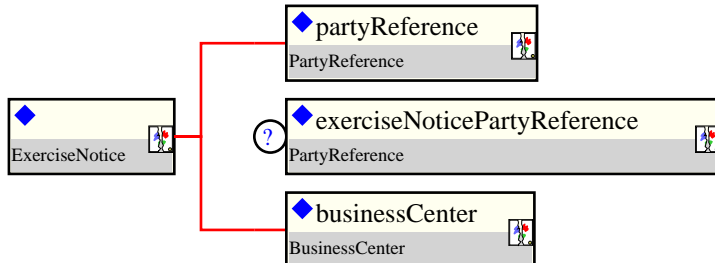 partyReference
PartyReference
ExerciseNotice
?
exerciseNoticePartyReference
PartyReference
businessCenter
BusinessCenter